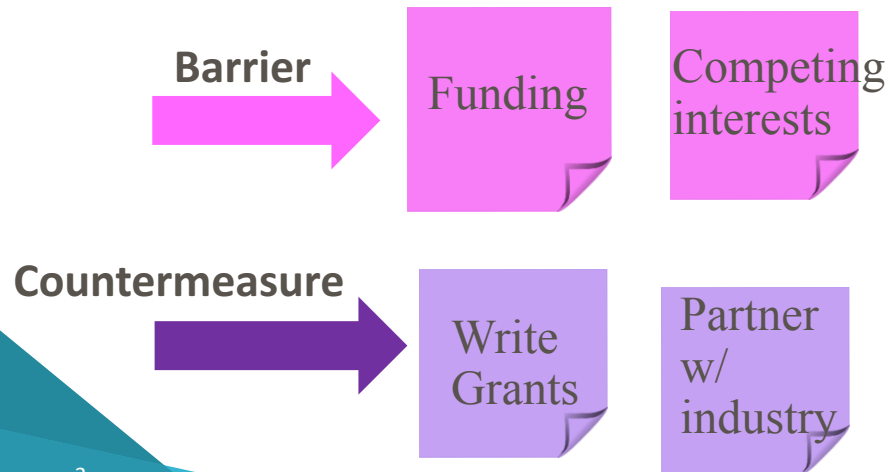 Barrier
Funding
Competing
interests
Countermeasure
Write
Grants
Partner
w/
industry